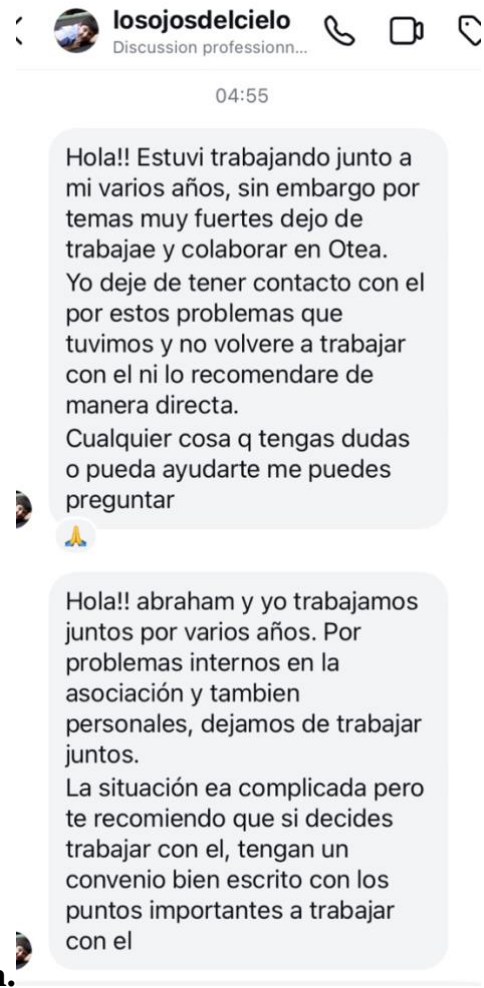 losojosdelcielo
Discussion professionn...
04:55
Hola!! Estuvi trabajando junto a
mi varios años, sin embargo por
temas muy fuertes dejo de
trabajae y colaborar en Otea.
Yo deje de tener contacto con el
por estos problemas que
tuvimos y no volvere a trabajar
con el ni lo recomendare de
manera directa.
Cualquier cosa q tengas dudas
o pueda ayudarte me puedes
preguntar
🙏
Hola!! abraham y yo trabajamos
juntos por varios años. Por
problemas internos en la
asociación y tambien
personales, dejamos de trabajar
juntos.
La situación ea complicada pero
te recomiendo que si decides
trabajar con el, tengan un
convenio bien escrito con los
puntos importantes a trabajar
con el